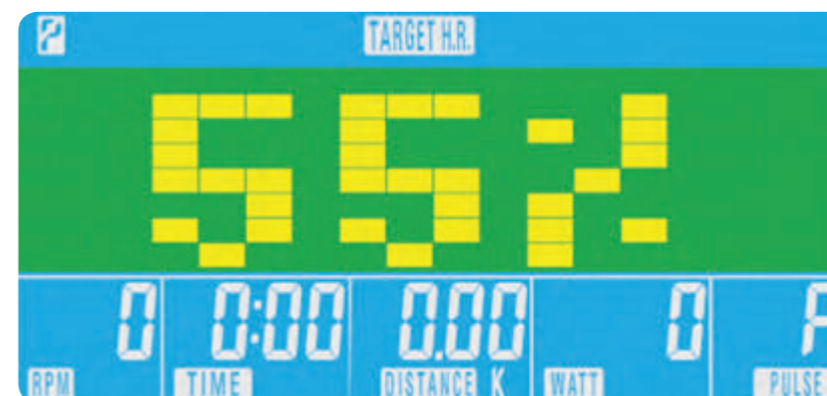 P TARGET H.R.
55%
0 0:00 0.00 0 P
RPM TIME DISTANCE K WATT PULSE